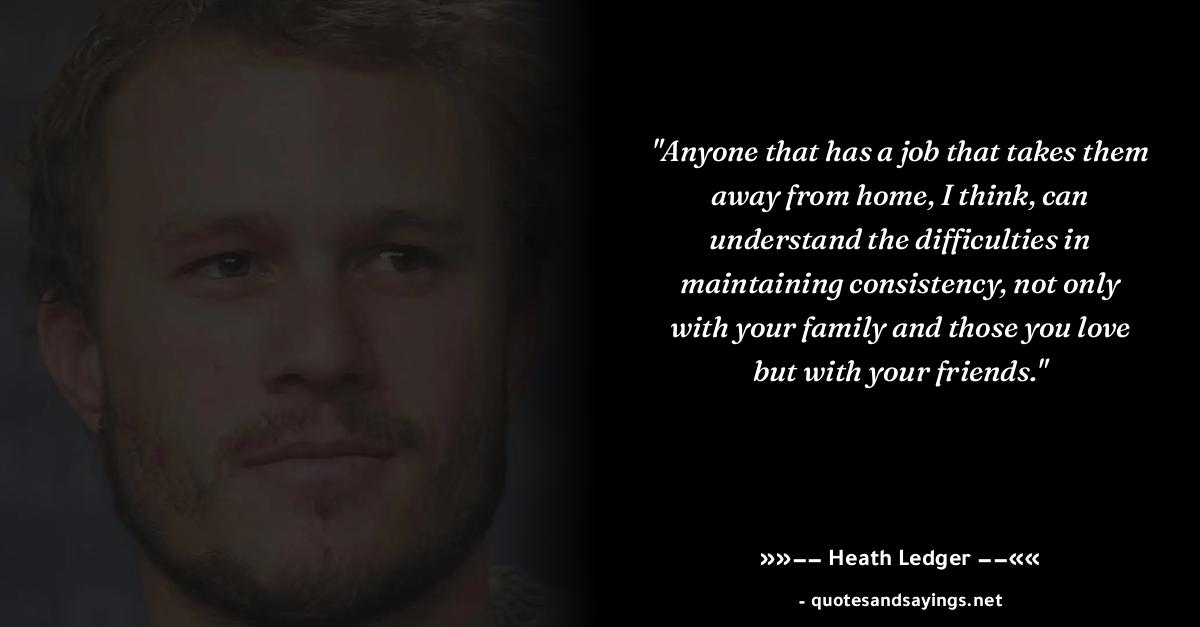 "Anyone that has a job that takes them
away from home, I think, can
understand the difficulties in
maintaining consistency, not only
with your family and those you love
but with your friends."
»»−− Heath Ledger −−««
- quotesandsayings.net